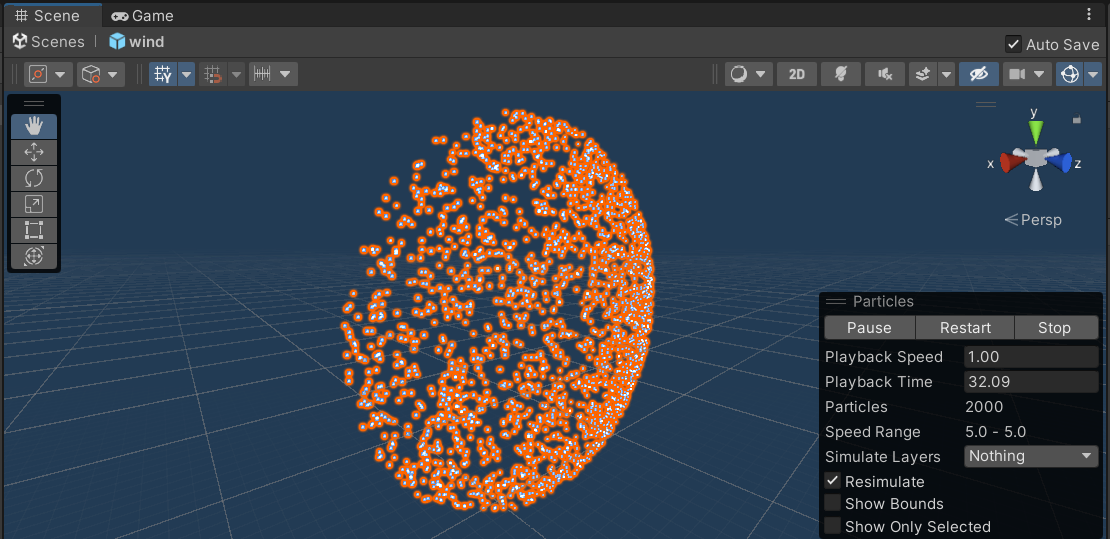 Scene Game
Scenes wind
Auto Save
2D
y
x z
Persp
Particles
Pause Restart Stop
Playback Speed 1.00
Playback Time 32.09
Particles 2000
Speed Range 5.0 - 5.0
Simulate Layers Nothing
Resimulate
Show Bounds
Show Only Selected